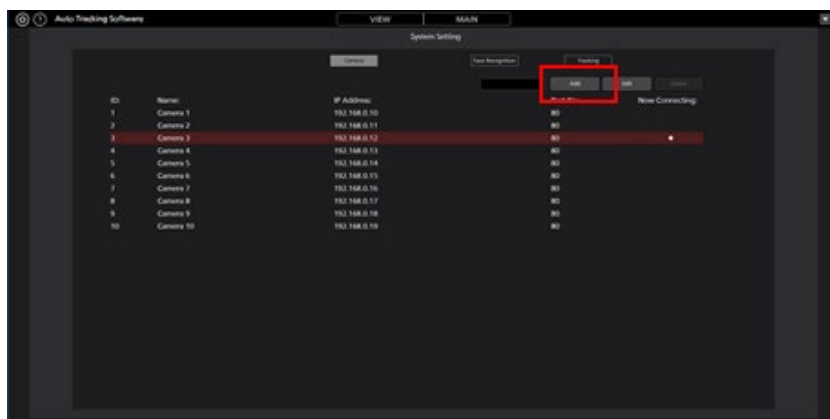 ? Auto Tracking Software VIEW MAIN
System Setting
Camera Face Recognition Tracking
Add Edit Delete
ID: Name: IP Address: Port No. Now Connecting:
1 Camera 1 192.168.0.10 80
2 Camera 2 192.168.0.11 80
3 Camera 3 192.168.0.12 80
4 Camera 4 192.168.0.13 80
5 Camera 5 192.168.0.14 80
6 Camera 6 192.168.0.15 80
7 Camera 7 192.168.0.16 80
8 Camera 8 192.168.0.17 80
9 Camera 9 192.168.0.18 80
10 Camera 10 192.168.0.19 80